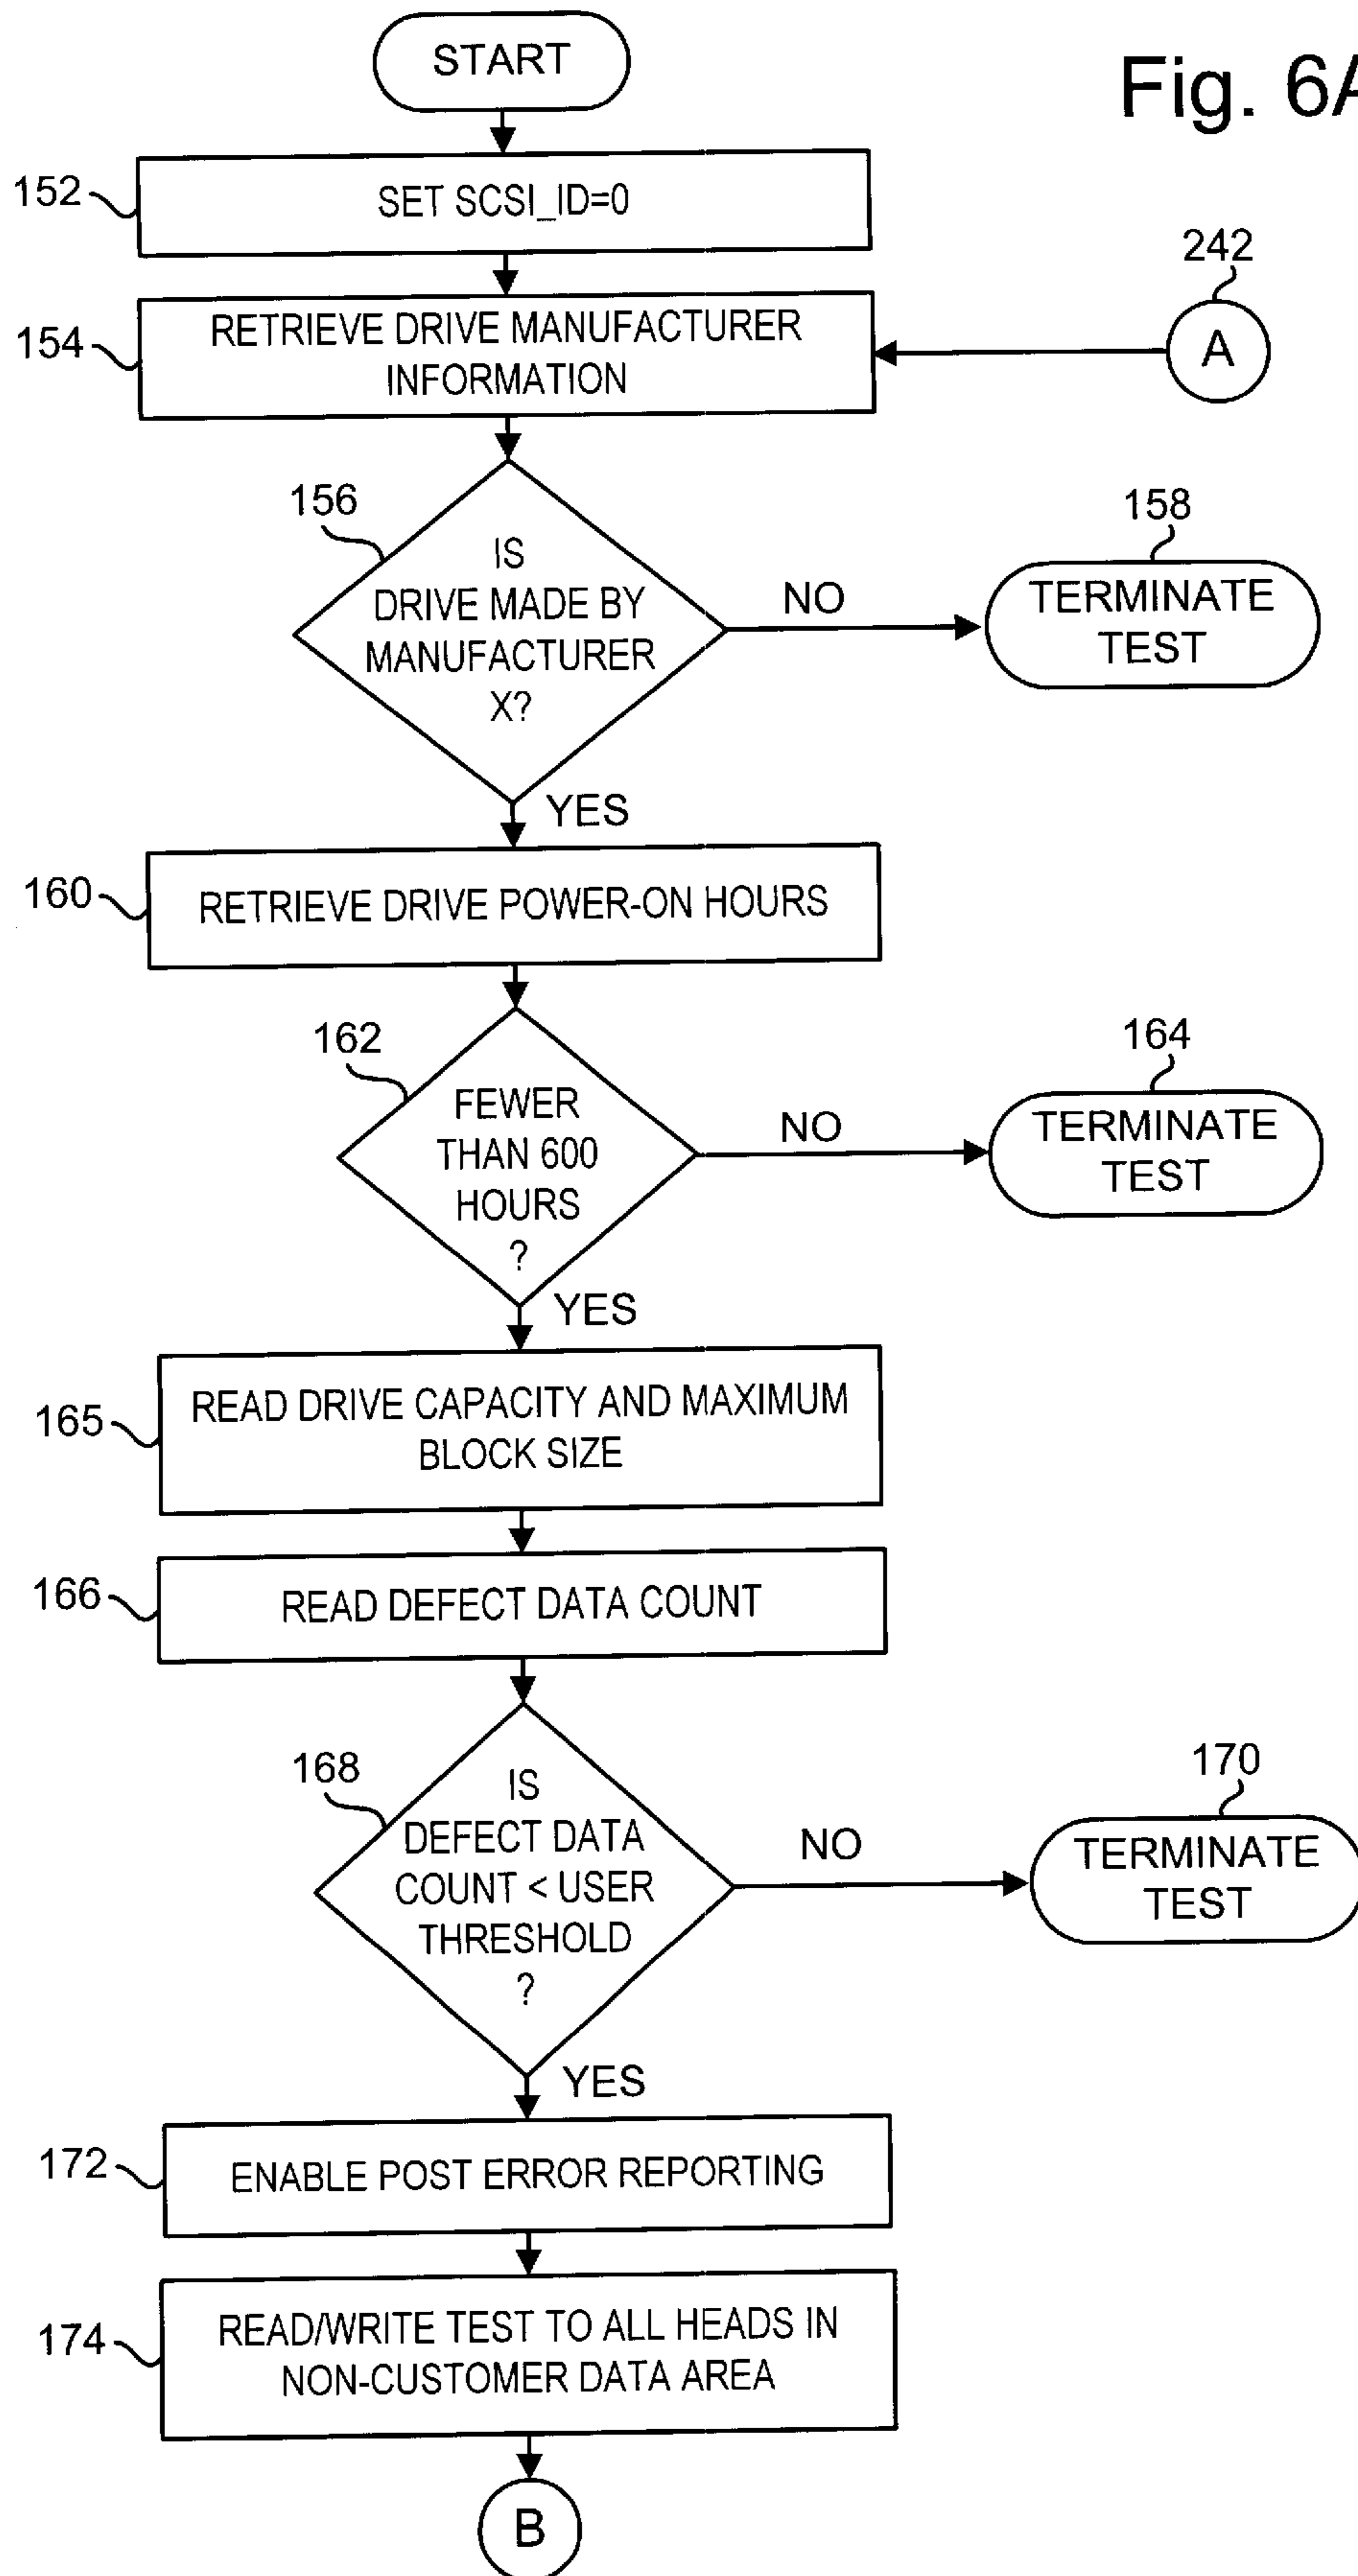 START
Fig. 6A
152
SET SCSI_ID=0
242
154
RETRIEVE DRIVE MANUFACTURER
INFORMATION
A
156
IS
DRIVE MADE BY
MANUFACTURER
X?
NO
158
TERMINATE
TEST
YES
160
RETRIEVE DRIVE POWER-ON HOURS
162
FEWER
THAN 600
HOURS
?
NO
164
TERMINATE
TEST
YES
165
READ DRIVE CAPACITY AND MAXIMUM
BLOCK SIZE
166
READ DEFECT DATA COUNT
168
IS
DEFECT DATA
COUNT < USER
THRESHOLD
?
NO
170
TERMINATE
TEST
YES
172
ENABLE POST ERROR REPORTING
174
READ/WRITE TEST TO ALL HEADS IN
NON-CUSTOMER DATA AREA
B